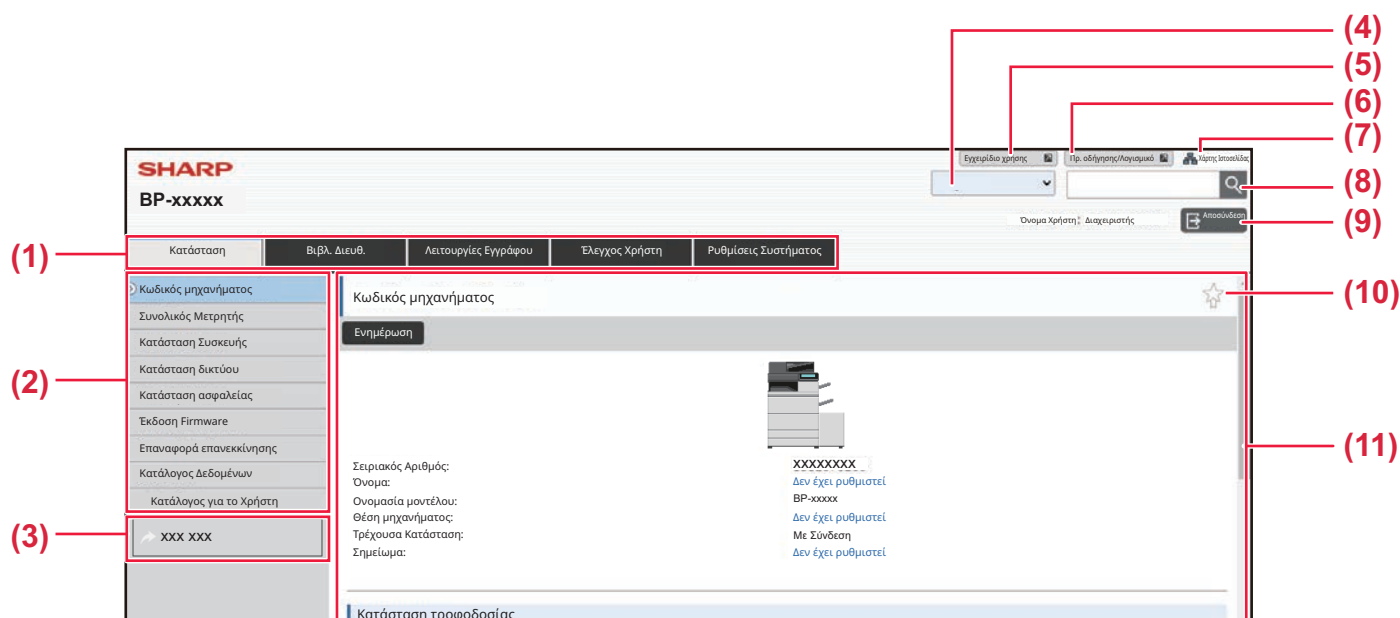 (4)
(5)
(6)
(7)
Εγχειρίδιο χρήσης Πρ. οδήγησης/Λογισμικό Χάρτης Ιστοσελίδας
SHARP
(8)
BP-xxxxx
Όνομα Χρήστη: Διαχειριστής Αποσύνδεση
(9)
(1)
Κατάσταση Βιβλ. Διευθ. Λειτουργίες Εγγράφου Έλεγχος Χρήστη Ρυθμίσεις Συστήματος
Κωδικός μηχανήματος
Συνολικός Μετρητής
Κατάσταση Συσκευής
Κατάσταση δικτύου
(2)
Κατάσταση ασφαλείας
Έκδοση Firmware
Επαναφορά επανεκκίνησης
Κατάλογος Δεδομένων
Κατάλογος για το Χρήστη
(3)
XXX XXX
Κωδικός μηχανήματος
(10)
Ενημέρωση
(11)
Σειριακός Αριθμός: XXXXXXXX
Όνομα: Δεν έχει ρυθμιστεί
Ονομασία μοντέλου: BP-xxxxx
Θέση μηχανήματος: Δεν έχει ρυθμιστεί
Τρέχουσα Κατάσταση: Με Σύνδεση
Σημείωμα: Δεν έχει ρυθμιστεί
Κατάσταση τροφοδοσίας